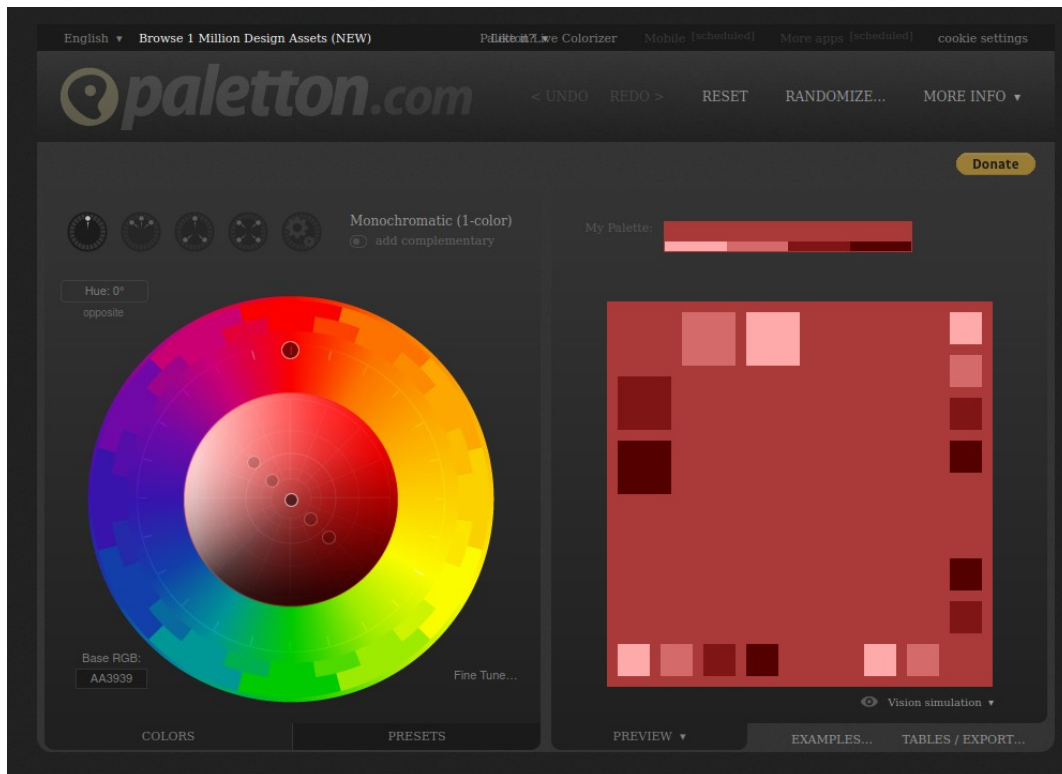 English ▼ Browse 1 Million Design Assets (NEW) Mobile [scheduled] More apps [scheduled] cookie settings
Live Colorizer
paletton.com < UNDO REDO > RESET RANDOMIZE... MORE INFO ▼
Donate
Monochromatic (1-color)
add complementary
My Palette:
Hue: 0°
opposite
Base RGB:
AA3939
Fine Tune...
Vision simulation ▼
COLORS PRESETS PREVIEW ▼ EXAMPLES... TABLES / EXPORT...